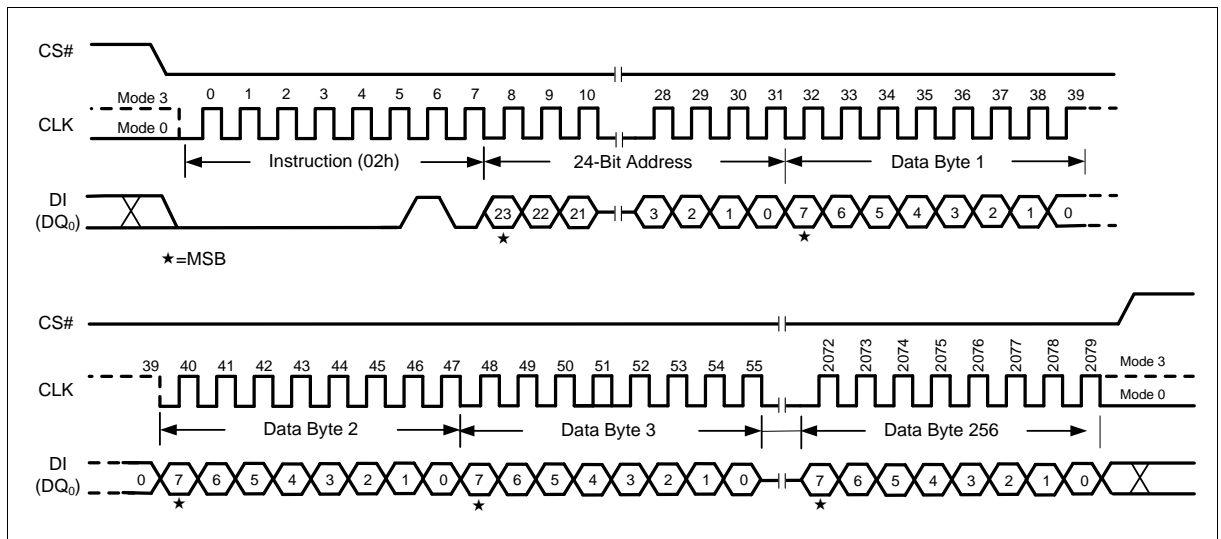 CS#
Mode 3 0 1 2 3 4 5 6 7 8 9 10 28 29 30 31 32 33 34 35 36 37 38 39
CLK Mode 0
Instruction (02h) 24-Bit Address Data Byte 1
DI
(DQ0) 23 22 21 3 2 1 0 7 6 5 4 3 2 1 0
★ ★
★=MSB
CS#
39 40 41 42 43 44 45 46 47 48 49 50 51 52 53 54 55 2072 2073 2074 2075 2076 2077 2078 2079 Mode 3
CLK Mode 0
Data Byte 2 Data Byte 3 Data Byte 256
DI
(DQ0) 0 7 6 5 4 3 2 1 0 7 6 5 4 3 2 1 0 7 6 5 4 3 2 1 0
★ ★ ★